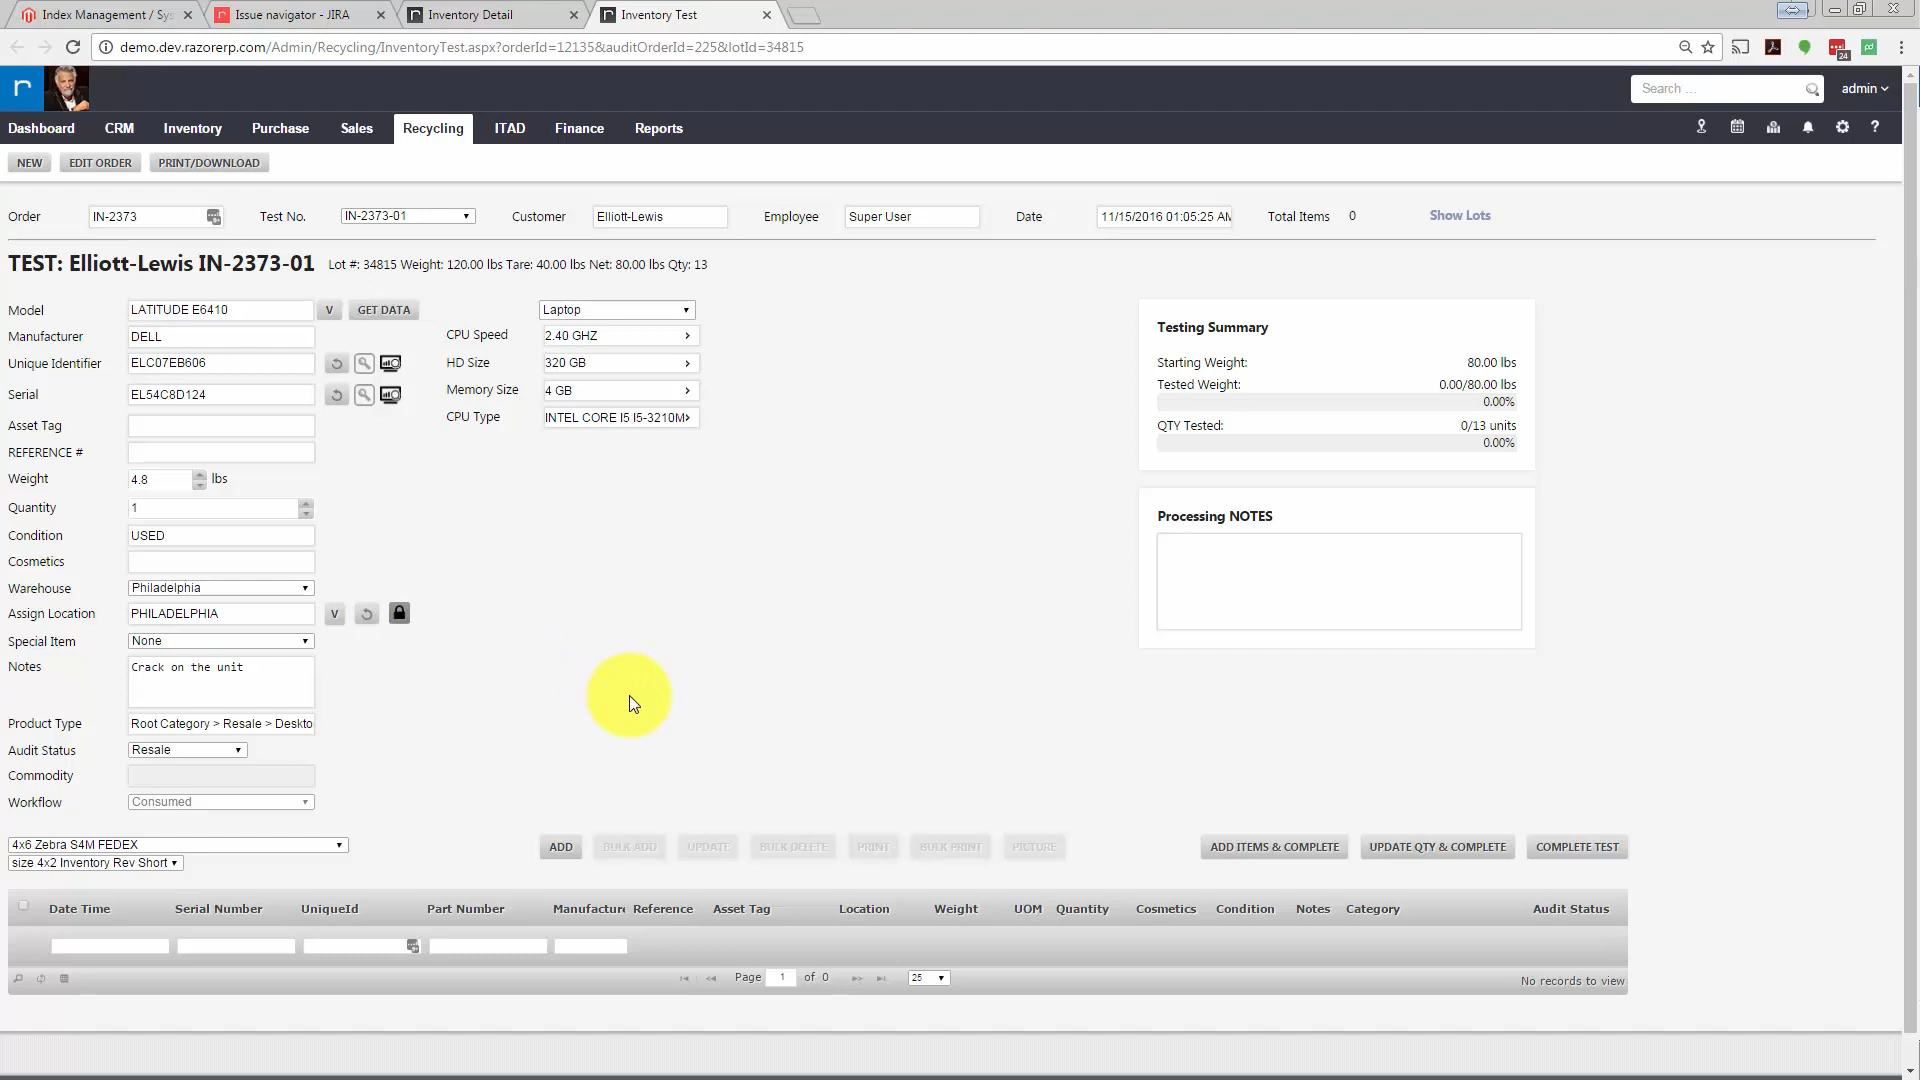 Index Management / Sys
Issue navigator - JIRA
Inventory Detail
Inventory Test
demo.dev.razorerp.com/Admin/Recycling/InventoryTest.aspx?orderId=12135&auditOrderId=225&lotId=34815
24
r
Search ...
admin
Dashboard CRM Inventory Purchase Sales Recycling ITAD Finance Reports
?
NEW EDIT ORDER PRINT/DOWNLOAD
Order IN-2373 Test No. IN-2373-01 Customer Elliott-Lewis Employee Super User Date 11/15/2016 01:05:25 AM Total Items 0 Show Lots
TEST: Elliott-Lewis IN-2373-01 Lot #: 34815 Weight: 120.00 lbs Tare: 40.00 lbs Net: 80.00 lbs Qty: 13
Model LATITUDE E6410 V GET DATA
Manufacturer DELL
Unique Identifier ELC07EB606
Serial EL54C8D124
Asset Tag
REFERENCE #
Weight 4.8 lbs
Quantity 1
Condition USED
Cosmetics
Warehouse Philadelphia
Assign Location PHILADELPHIA V
Special Item None
Notes Crack on the unit
Product Type Root Category > Resale > Deskto
Audit Status Resale
Commodity
Workflow Consumed
Laptop
CPU Speed 2.40 GHZ
HD Size 320 GB
Memory Size 4 GB
CPU Type INTEL CORE I5 I5-3210M
Testing Summary
Starting Weight: 80.00 lbs
Tested Weight: 0.00/80.00 lbs
0.00%
QTY Tested: 0/13 units
0.00%
Processing NOTES
4x6 Zebra S4M FEDEX
size 4x2 Inventory Rev Short
ADD BULK ADD UPDATE BULK DELETE PRINT BULK PRINT PICTURE ADD ITEMS & COMPLETE UPDATE QTY & COMPLETE COMPLETE TEST
Date Time Serial Number UniqueId Part Number Manufacture Reference Asset Tag Location Weight UOM Quantity Cosmetics Condition Notes Category Audit Status
Page 1 of 0 25 No records to view